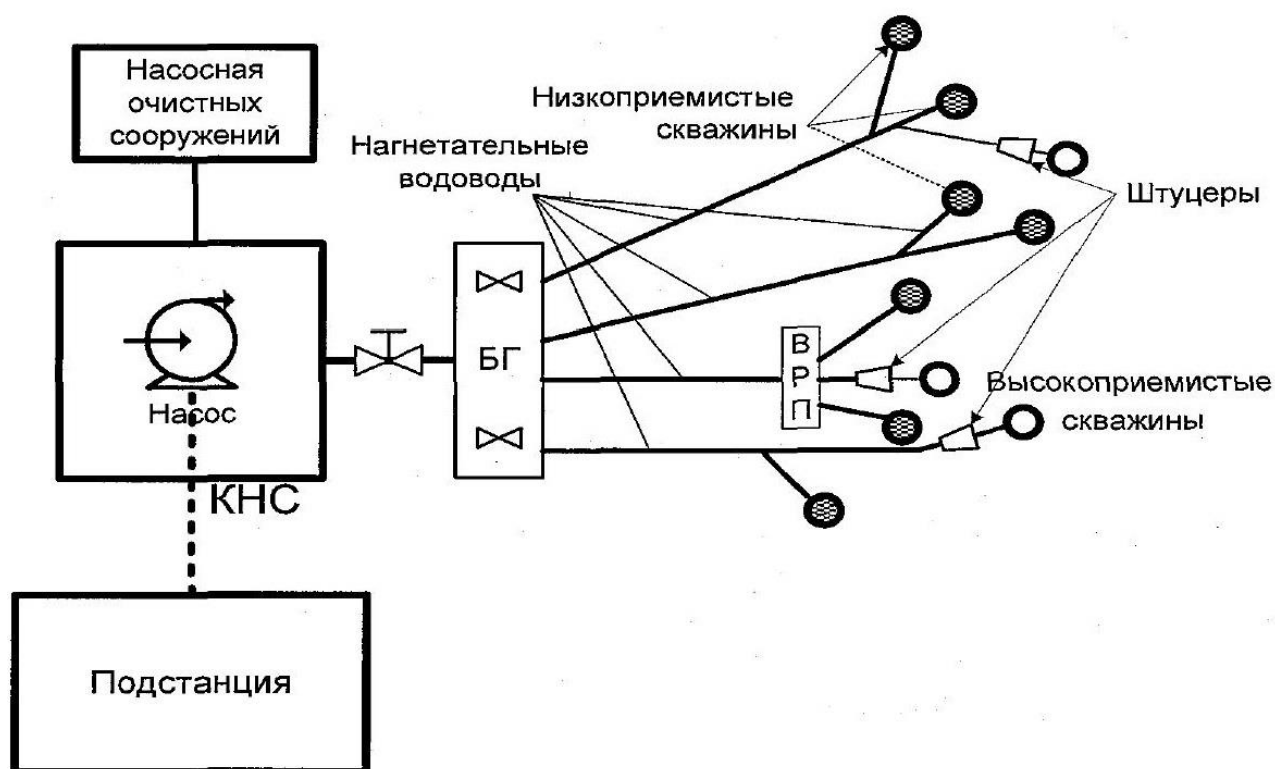 Насосная
очистных
сооружений
Низкоприемистые
скважины
Нагнетательные
водоводы
Штуцеры
БГ
В
Р
П
Насос
Высокоприемистые
скважины
КНС
Подстанция